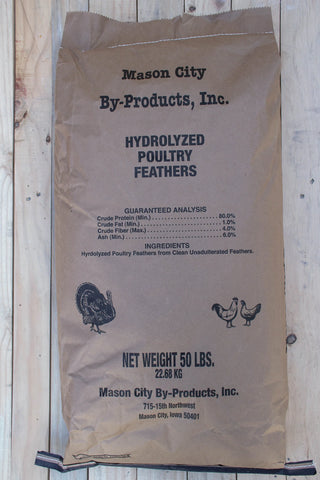 Mason City
By-Products, Inc.
HYDROLYZED
POULTRY
FEATHERS
GUARANTEED ANALYSIS
Crude Protein (Min.) 80.0%
Crude Fat (Min.) 1.0%
Crude Fiber (Max.) 4.0%
Ash (Min.) 6.0%
INGREDIENTS
Hydrolyzed Poultry Feathers from Clean Unadulterated Feathers.
NET WEIGHT 50 LBS.
22.68 KG
Mason City By-Products, Inc.
715-15th Northwest
Mason City, Iowa 50401